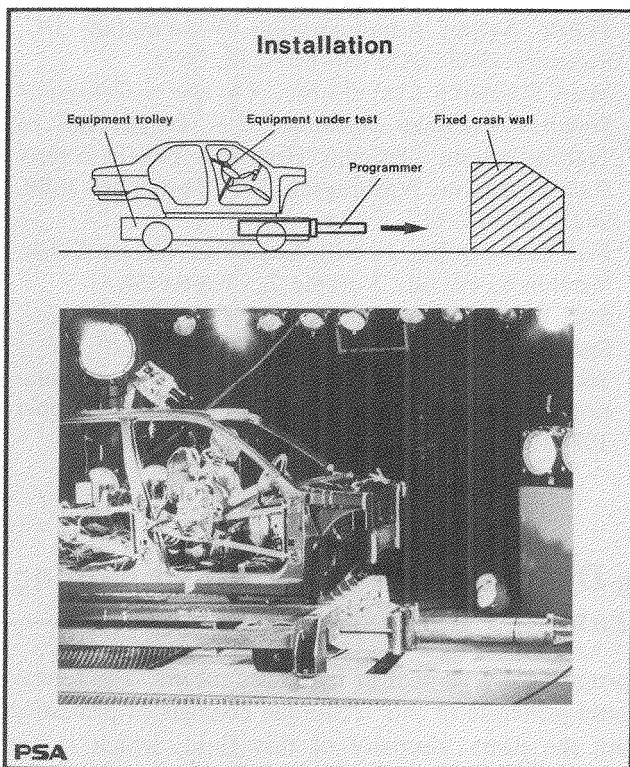 Installation
Equipment trolley
Equipment under test
Fixed crash wall
Programmer
PSA